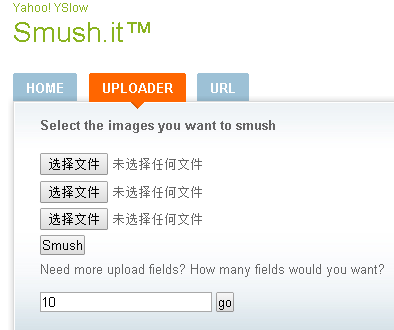 Yahoo! YSlow
Smush.it™
HOME UPLOADER URL
Select the images you want to smush
选择文件 未选择任何文件
选择文件 未选择任何文件
选择文件 未选择任何文件
Smush
Need more upload fields? How many fields would you want?
10 go